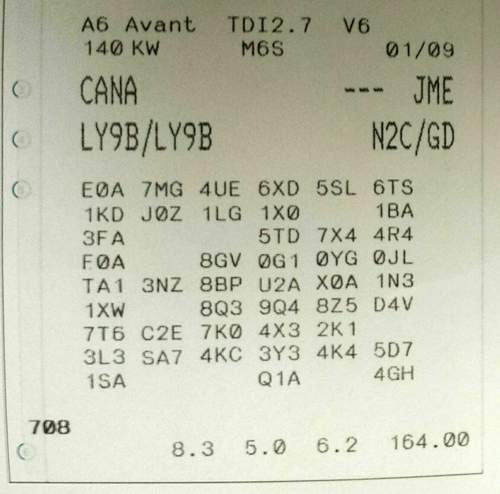 A6 Avant TDI2.7 V6
140 KW M6S 01/09
CANA --- JME
LY9B/LY9B N2C/GD
E0A 7MG 4UE 6XD 5SL 6TS
1KD J0Z 1LG 1X0 1BA
3FA 5TD 7X4 4R4
F0A 8GV 0G1 0YG 0JL
TA1 3NZ 8BP U2A X0A 1N3
1XW 8Q3 9Q4 8Z5 D4V
7T6 C2E 7K0 4X3 2K1
3L3 SA7 4KC 3Y3 4K4 5D7
1SA Q1A 4GH
708
8.3 5.0 6.2 164.00